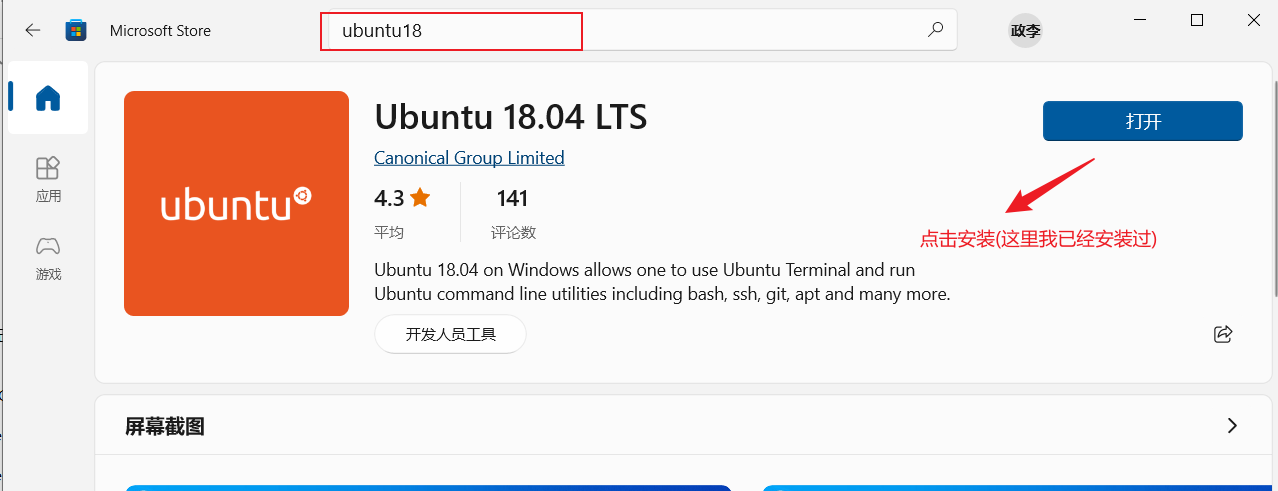 Microsoft Store
ubuntu18
政李
应用
游戏
ubuntu
Ubuntu 18.04 LTS
Canonical Group Limited
打开
4.3
141
平均
评论数
点击安装(这里我已经安装过)
Ubuntu 18.04 on Windows allows one to use Ubuntu Terminal and run
Ubuntu command line utilities including bash, ssh, git, apt and many more.
开发人员工具
屏幕截图